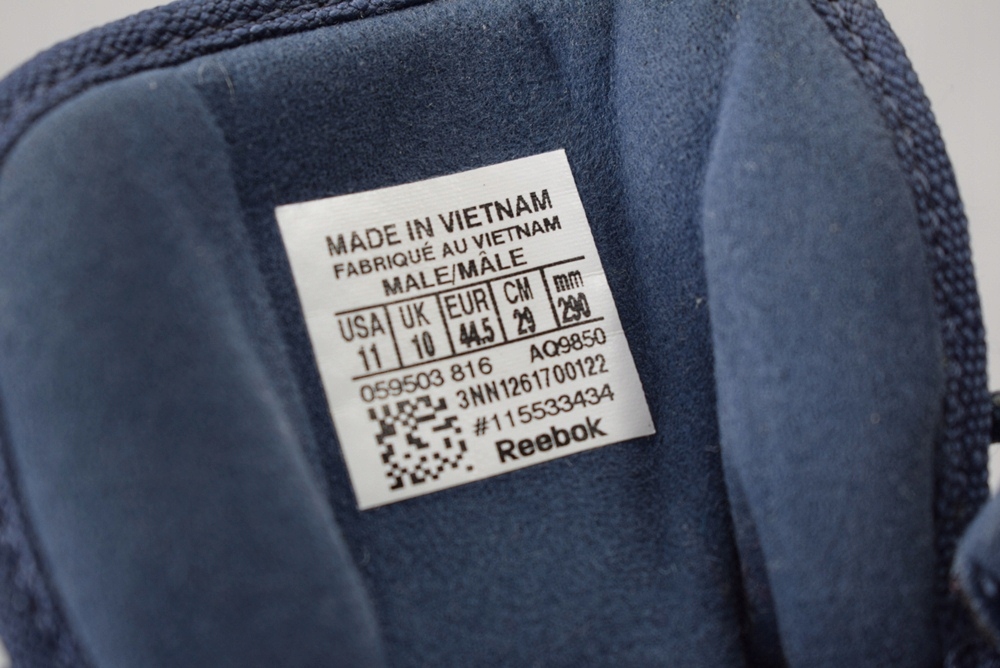 MADE IN VIETNAM
FABRIQUÉ AU VIETNAM
MALE/MÂLE
USA UK EUR CM mm
11 10 44.5 29 290
059503 816 AQ9850
3NN1261700122
#115533434
Reebok